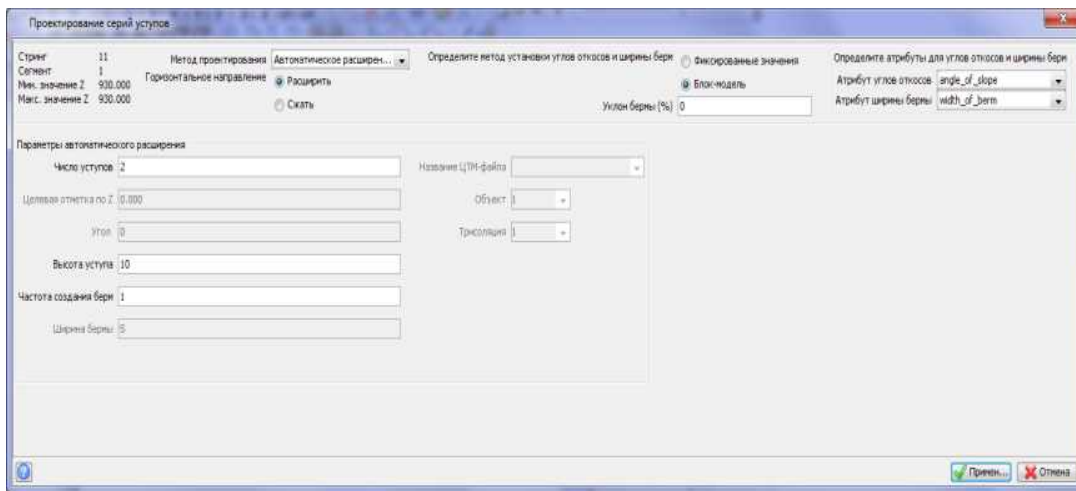 Проектирование серий уступов
Стринг 11
Сегмент 1
Мин. значение Z 930.000
Макс. значение Z 930.000
Метод проектирования Автоматическое расширен...
Горизонтальное направление Расширить
Сжать
Определите метод установки углов откосов и ширины берм Фиксированные значения
Блок-модель
Уклон бермы (%) 0
Определите атрибуты для углов откосов и ширины берм
Атрибут углов откосов angle_of_slope
Атрибут ширины бермы width_of_berm
Параметры автоматического расширения
Число уступов 2
Название ЦТМ-файла
Целевая отметка по Z 0.000
Объект 1
Угол 0
Трисоляция 1
Высота уступа 10
Частота создания берм 1
Ширина бермы 5
Примен...
Отмена